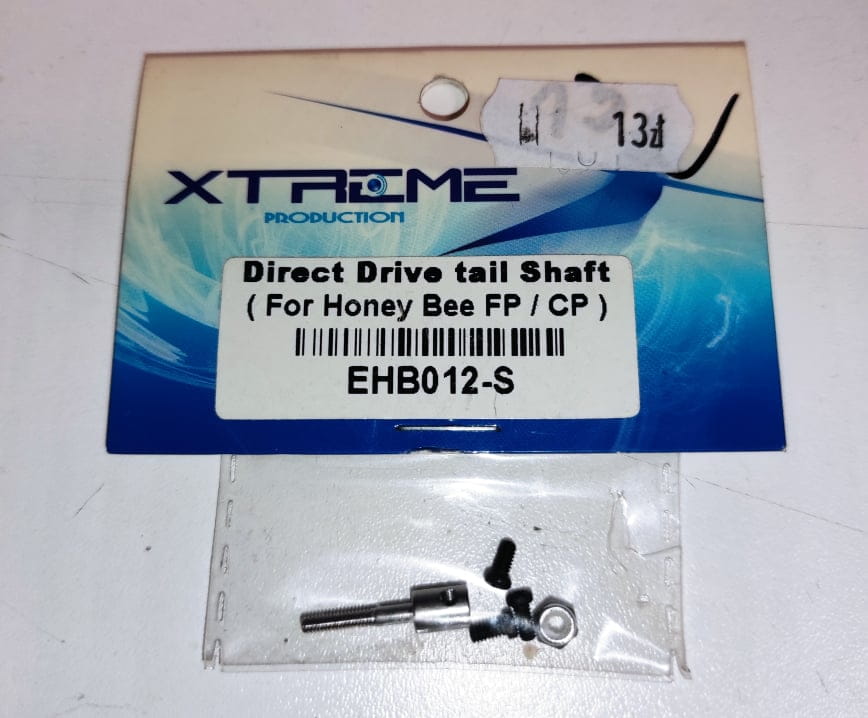 13zł
XTREME
PRODUCTION
Direct Drive tail Shaft
( For Honey Bee FP / CP )
EHB012-S